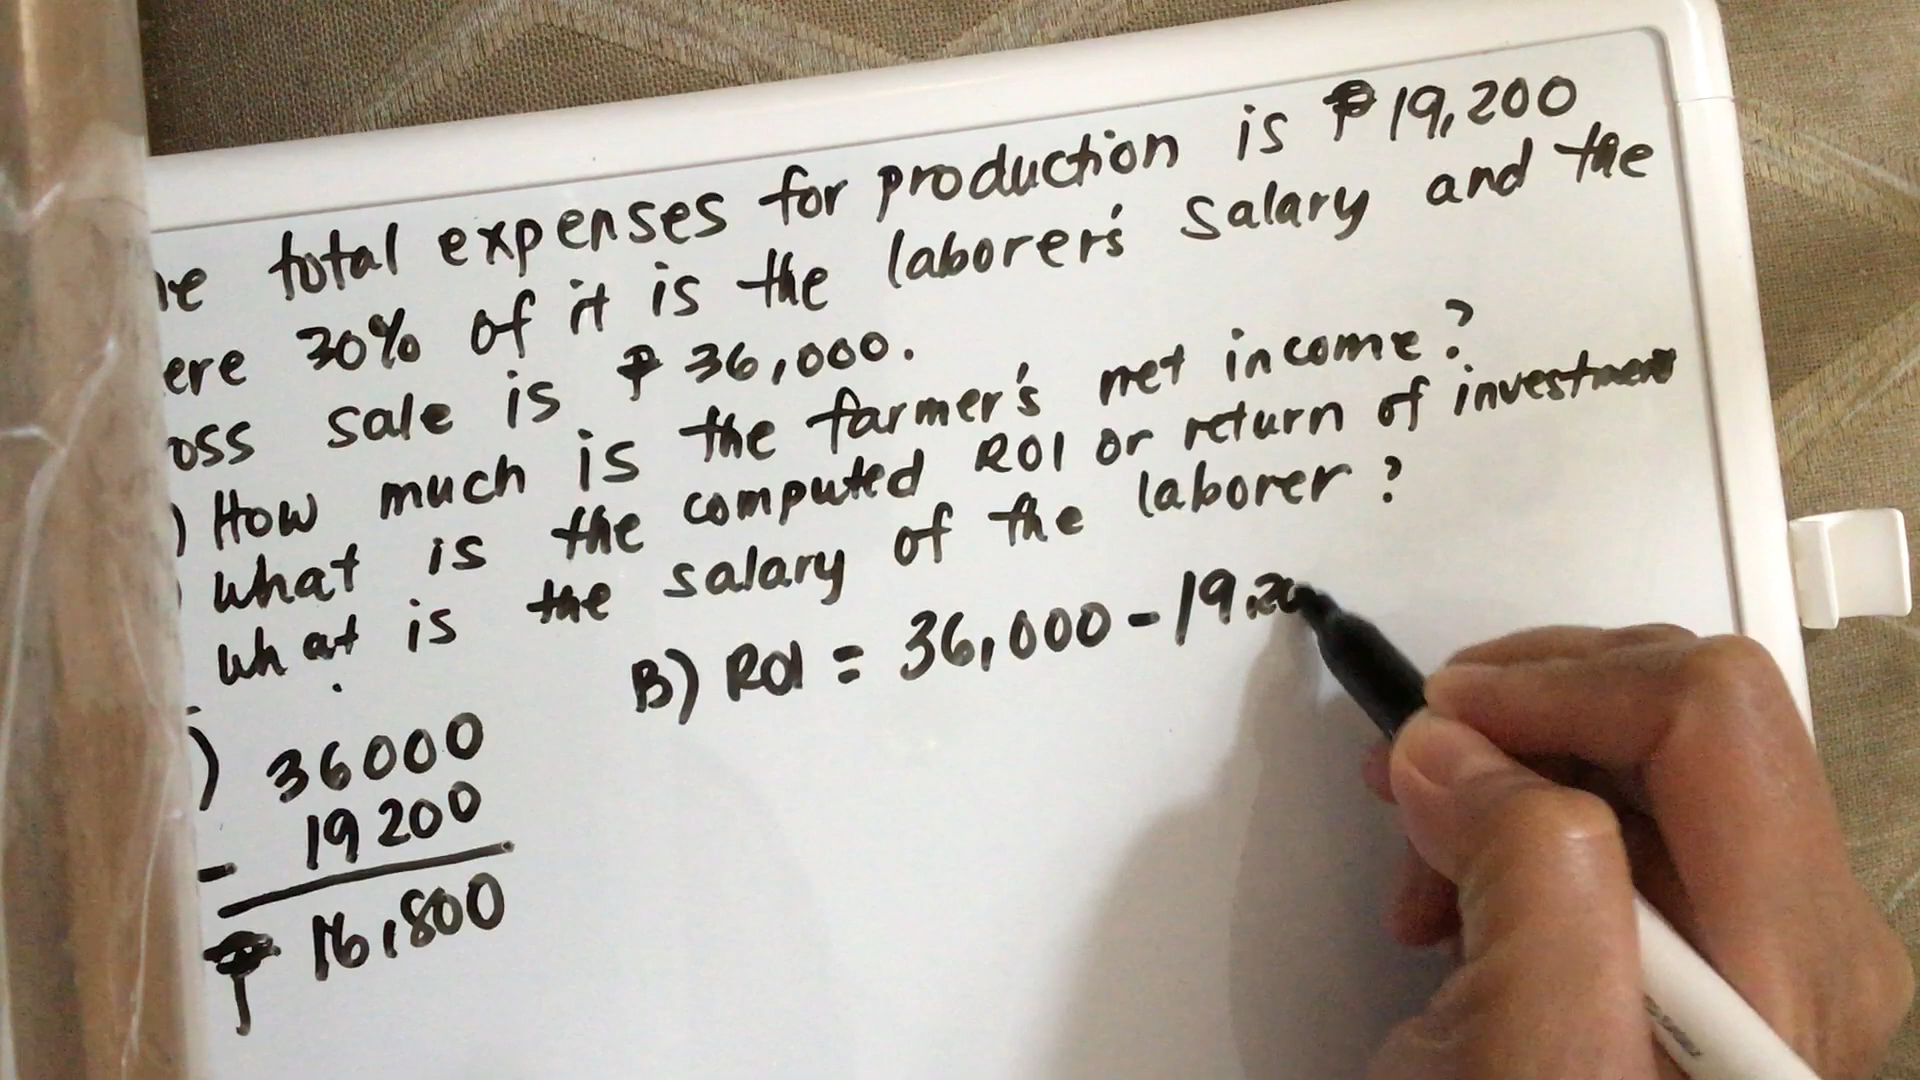 total expenses for production is ₱19,200
30% of it is the laborer's salary and the
sale is ₱36,000.
) How much is the farmer's net income?
what is the computed ROI or return of investment
what is the salary of the laborer?
) 36000
- 19200
₱ 16,800
B) ROI = 36,000 - 19,20